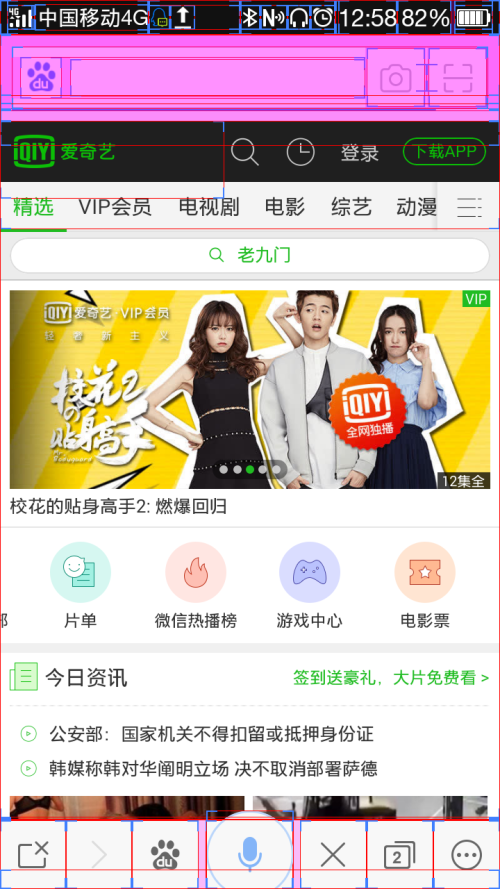 4G 中国移动4G N 12:58 82%
du
iQIYI 爱奇艺 登录 下载APP
精选 VIP会员 电视剧 电影 综艺 动漫
老九门
iQIYI 爱奇艺 · VIP会员 VIP
轻奢新主义
校花2の
贴身高手
iQIYI
全网独播
12集全
校花的贴身高手2: 燃爆回归
片单 微信热播榜 游戏中心 电影票
今日资讯 签到送豪礼，大片免费看 >
公安部：国家机关不得扣留或抵押身份证
韩媒称韩对华阐明立场 决不取消部署萨德
du 2